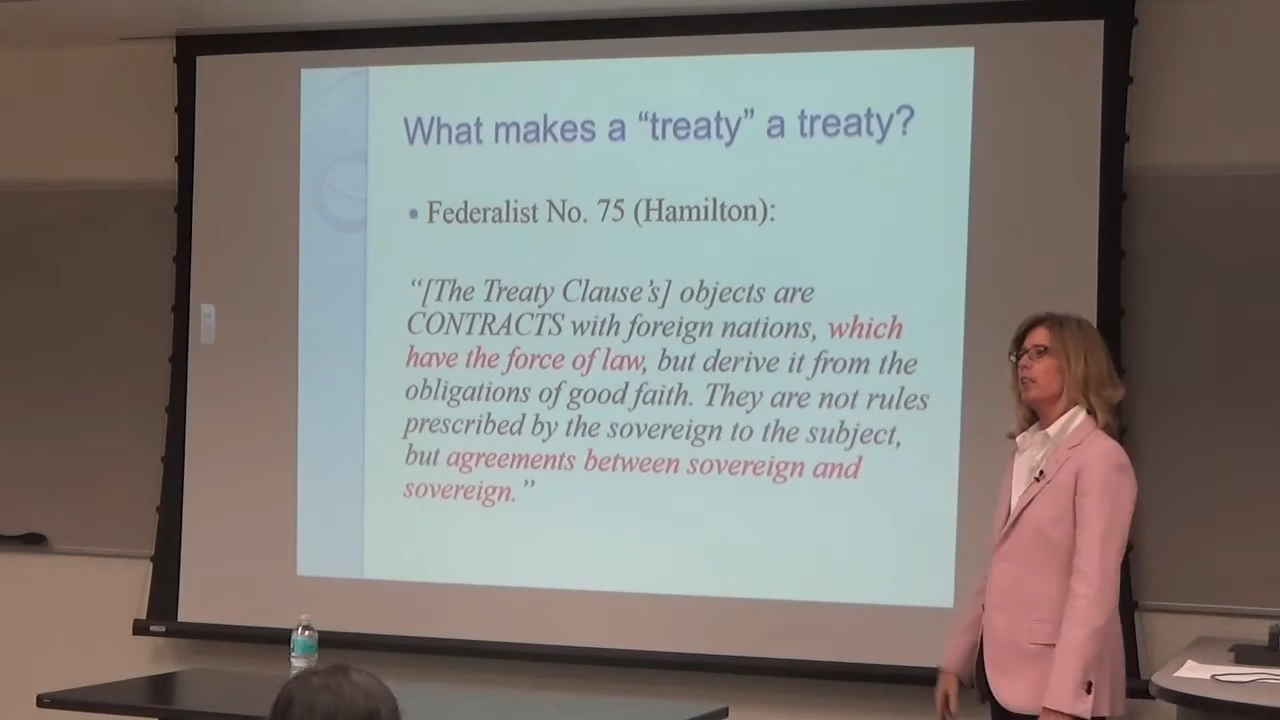 What makes a “treaty” a treaty?
• Federalist No. 75 (Hamilton):
“[The Treaty Clause’s] objects are
CONTRACTS with foreign nations, which
have the force of law, but derive it from the
obligations of good faith. They are not rules
prescribed by the sovereign to the subject,
but agreements between sovereign and
sovereign.”